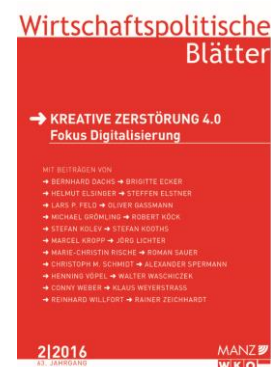 Wirtschaftspolitische
Blätter
➔ KREATIVE ZERSTÖRUNG 4.0
Fokus Digitalisierung
MIT BEITRÄGEN VON
➔ BERNHARD DACHS ➔ BRIGITTE ECKER
➔ HELMUT ELSINGER ➔ STEFFEN ELSTNER
➔ LARS P. FELD ➔ OLIVER GASSMANN
➔ MICHAEL GRÖMLING ➔ ROBERT KÖCK
➔ STEFAN KOLEV ➔ STEFAN KOOTHS
➔ MARCEL KROPP ➔ JÖRG LICHTER
➔ MARIE-CHRISTIN RISCHE ➔ ROMAN SAUER
➔ CHRISTOPH M. SCHMIDT ➔ ALEXANDER SPERMANN
➔ HENNING VÖPEL ➔ WALTER WASCHICZEK
➔ CONNY WEBER ➔ KLAUS WEYERSTRASS
➔ REINHARD WILLFORT ➔ RAINER ZEICHHARDT
2|2016 MANZ
63. JAHRGANG WKO